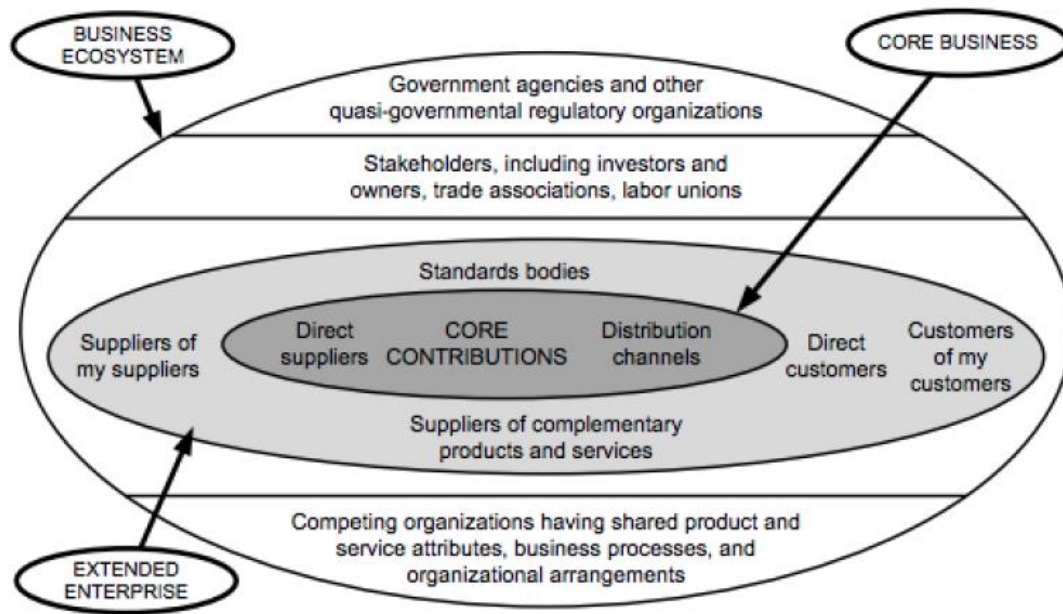 BUSINESS
ECOSYSTEM
CORE BUSINESS
Government agencies and other
quasi-governmental regulatory organizations
Stakeholders, including investors and
owners, trade associations, labor unions
Standards bodies
Suppliers of
my suppliers
Direct
suppliers
CORE
CONTRIBUTIONS
Distribution
channels
Direct
customers
Customers
of my
customers
Suppliers of complementary
products and services
Competing organizations having shared product and
service attributes, business processes, and
organizational arrangements
EXTENDED
ENTERPRISE